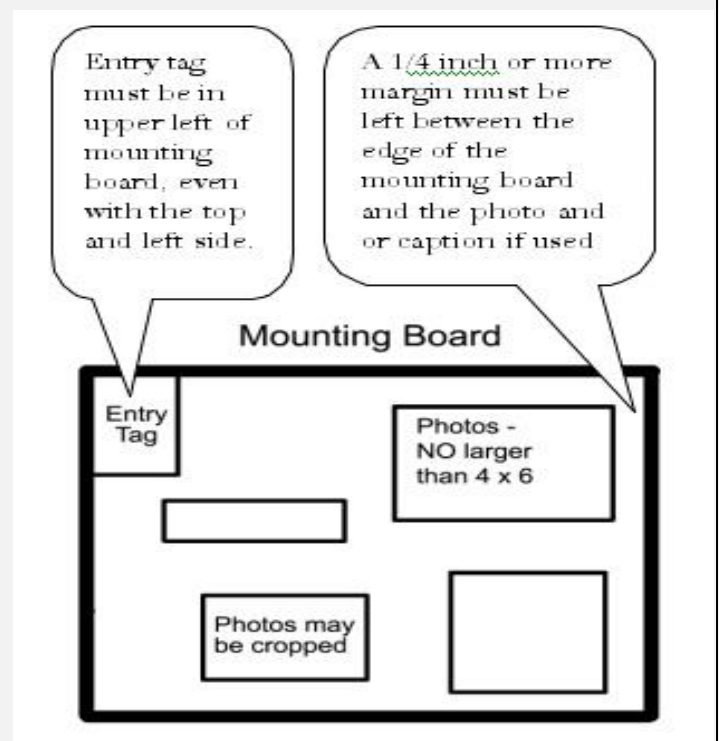 Entry tag
must be in
upper left of
mounting
board, even
with the top
and left side.
A 1/4 inch or more
margin must be
left between the
edge of the
mounting board
and the photo and
or caption if used
Mounting Board
Entry
Tag
Photos -
NO larger
than 4 x 6
Photos may
be cropped